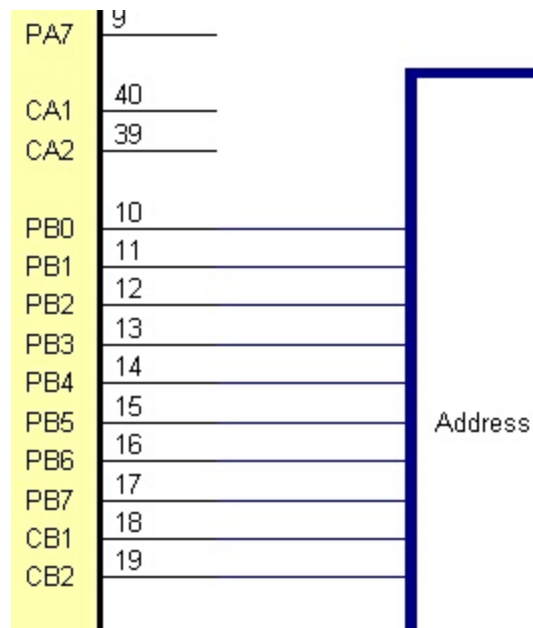 PA7 9
CA1 40
CA2 39
PB0 10
PB1 11
PB2 12
PB3 13
PB4 14
PB5 15
PB6 16
PB7 17
CB1 18
CB2 19
Address